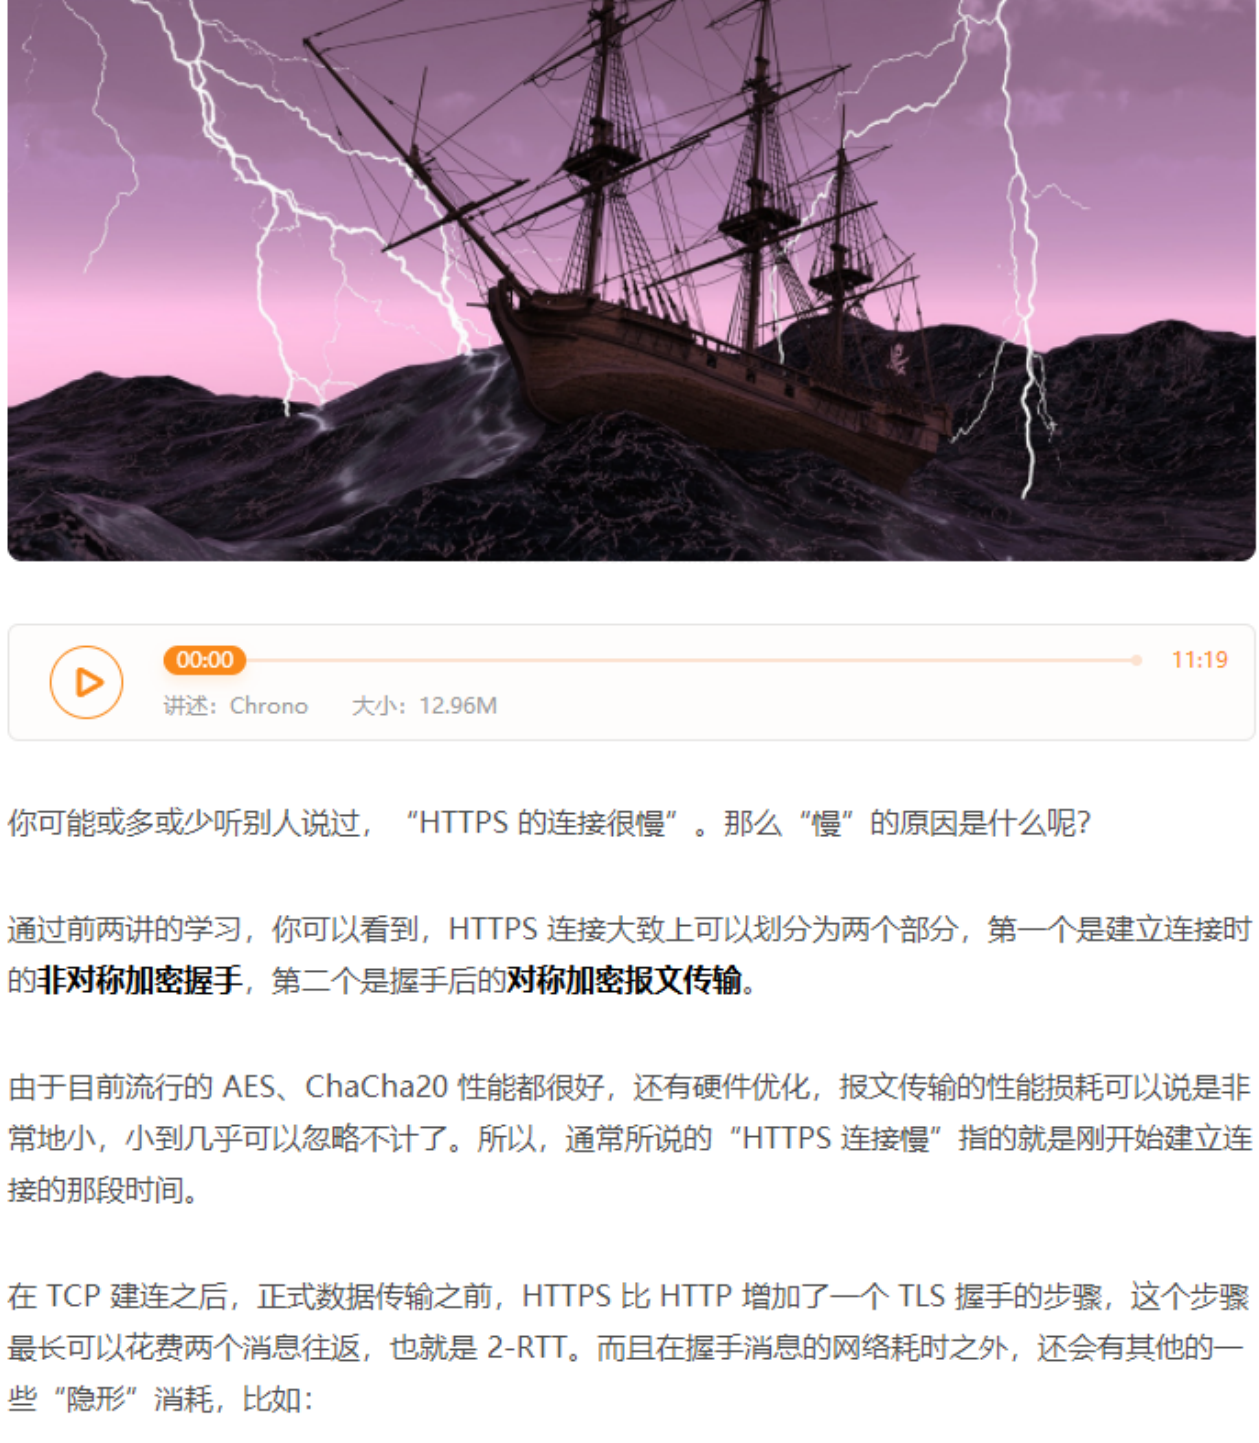 00:00
11:19
讲述：Chrono 大小：12.96M
你可能或多或少听别人说过，“HTTPS 的连接很慢”。那么“慢”的原因是什么呢？
通过前两讲的学习，你可以看到，HTTPS 连接大致上可以划分为两个部分，第一个是建立连接时
的非对称加密握手，第二个是握手后的对称加密报文传输。
由于目前流行的 AES、ChaCha20 性能都很好，还有硬件优化，报文传输的性能损耗可以说是非
常地小，小到几乎可以忽略不计了。所以，通常所说的“HTTPS 连接慢”指的就是刚开始建立连
接的那段时间。
在 TCP 建连之后，正式数据传输之前，HTTPS 比 HTTP 增加了一个 TLS 握手的步骤，这个步骤
最长可以花费两个消息往返，也就是 2-RTT。而且在握手消息的网络耗时之外，还会有其他的一
些“隐形”消耗，比如：